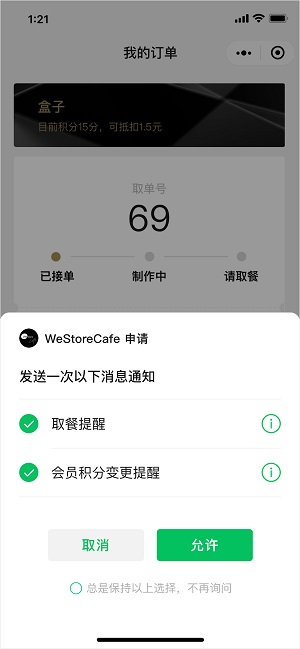 1:21
我的订单
盒子
目前积分15分，可抵扣1.5元
取单号
69
已接单 制作中 请取餐
WeStoreCafe 申请
发送一次以下消息通知
取餐提醒
会员积分变更提醒
取消 允许
总是保持以上选择，不再询问